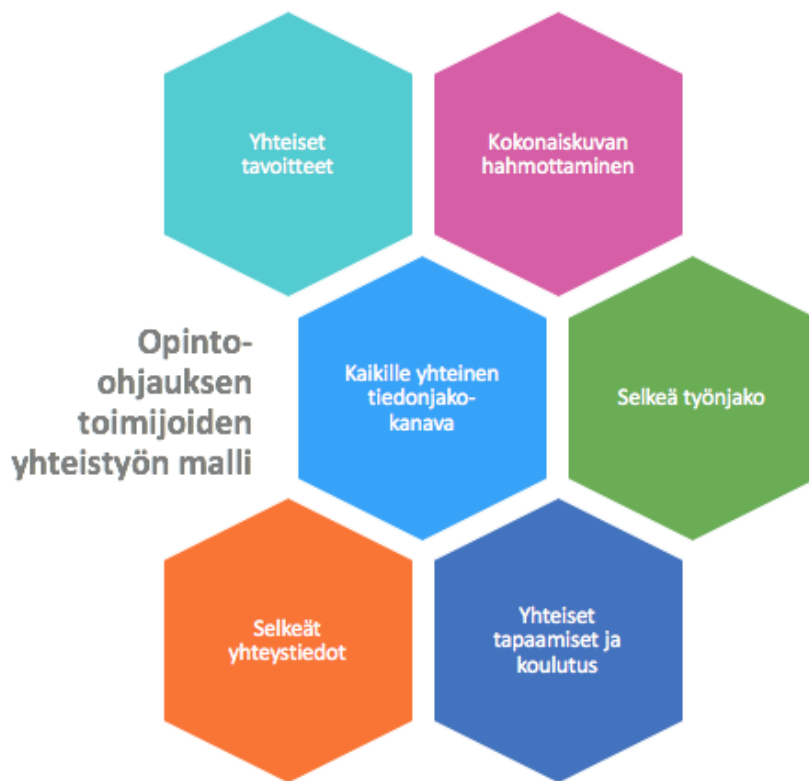 Yhteiset
tavoitteet
Kokonaiskuvan
hahmottaminen
Opinto-
ohjauksen
toimijoiden
yhteistyön malli
Kaikille yhteinen
tiedonjako-
kanava
Selkeä työnjako
Selkeät
yhteystiedot
Yhteiset
tapaamiset ja
koulutus